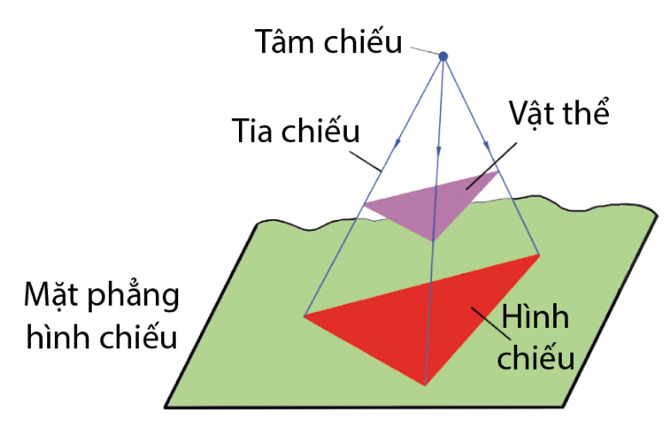 Tâm chiếu
Vật thể
Tia chiếu
Mặt phẳng
hình chiếu
Hình
chiếu